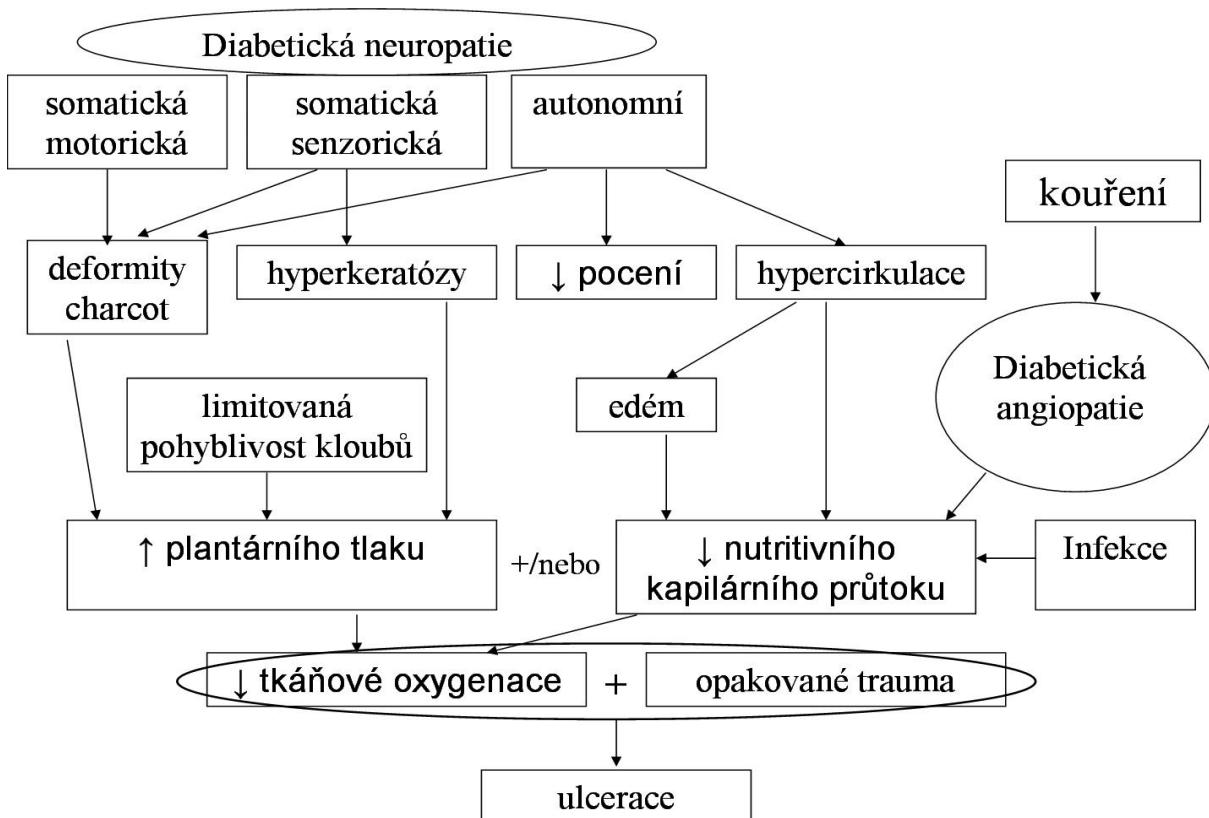 Diabetická neuropatie
somatická
motorická
somatická
senzorická
autonomní
kouření
deformity
charcot
hyperkeratózy
↓ pocení
hypercirkulace
Diabetická
angiopatie
limitovaná
pohyblivost kloubů
edém
↑ plantárního tlaku
+/nebo
↓ nutritivního
kapilárního průtoku
Infekce
↓ tkáňové oxygenace
+
opakované trauma
ulcerace